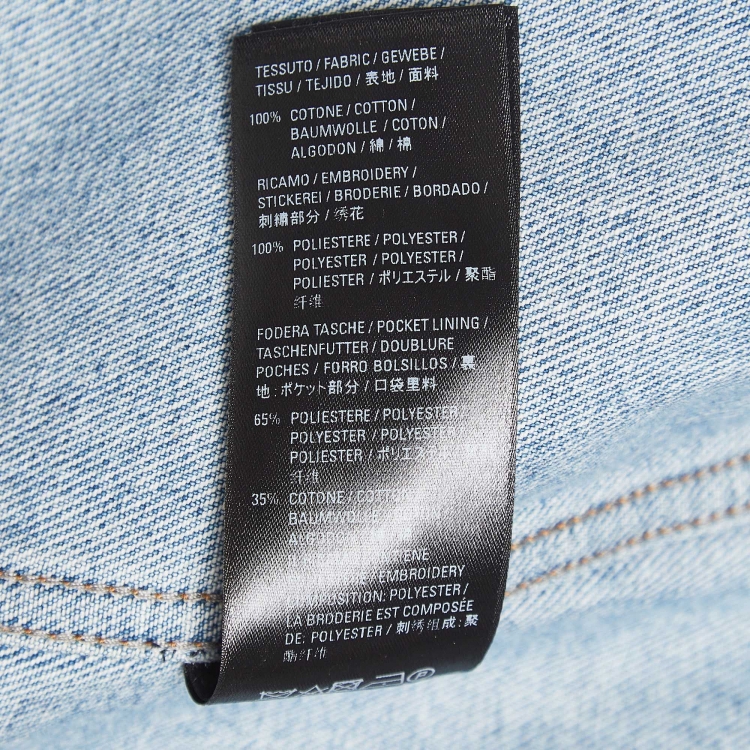 TESSUTO / FABRIC / GEWEBE /
TISSU / TEJIDO / 表地 / 面料
100% COTONE / COTTON /
BAUMWOLLE / COTON /
ALGODON / 綿 / 棉
RICAMO / EMBROIDERY /
STICKEREI / BRODERIE / BORDADO /
刺繍部分 / 绣花
100% POLIESTERE / POLYESTER /
POLYESTER / POLYESTER /
POLIESTER / ポリエステル / 聚酯
纤维
FODERA TASCHE / POCKET LINING /
TASCHENFUTTER / DOUBLURE
POCHES / FORRO BOLSILLOS / 裏
地:ポケット部分 / 口袋里料
65% POLIESTERE / POLYESTER /
POLYESTER / POLYESTER /
POLIESTER / ポリエステル
纤维
35% COTONE / COTTON
BAUMWOLLE
ALGODON
EMBROIDERY
COMPOSITION: POLYESTER /
LA BRODERIE EST COMPOSÉE
DE: POLYESTER / 刺绣组成: 聚
酯纤维